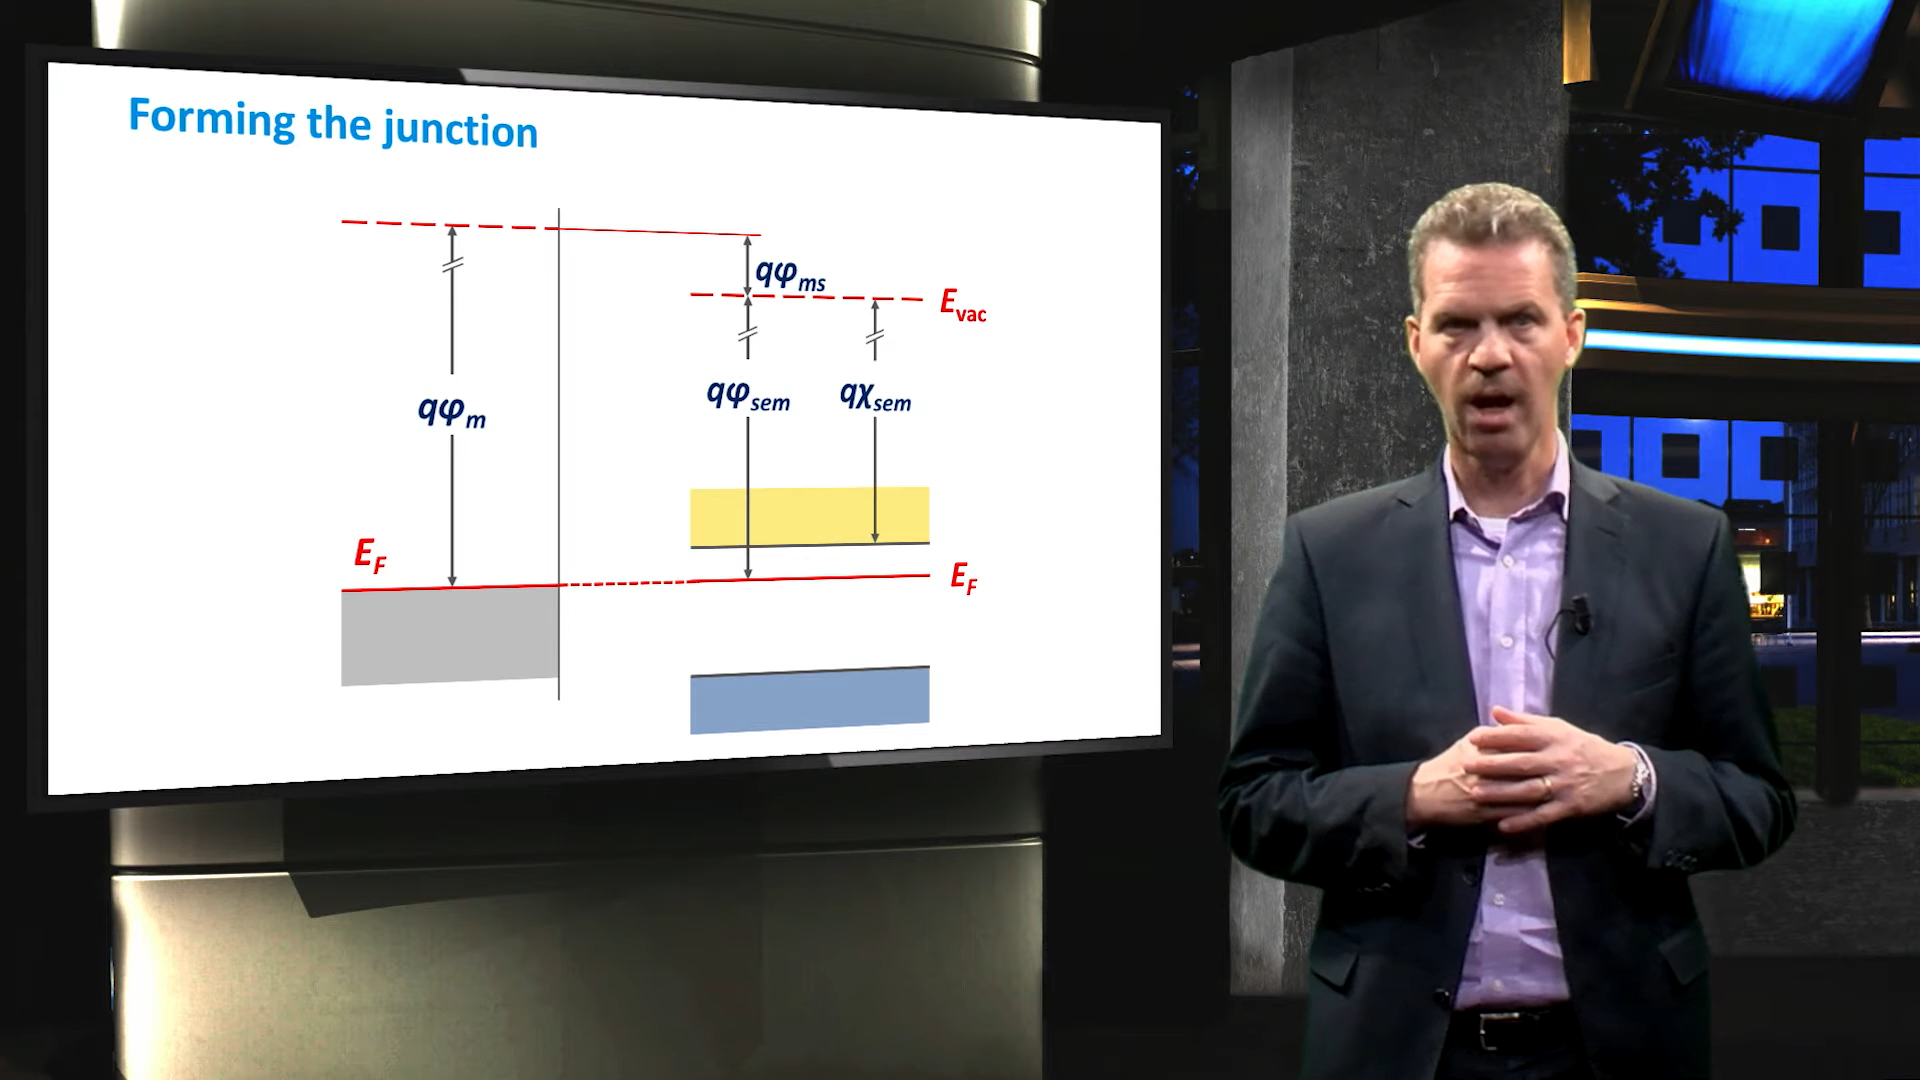 Forming the junction
qφms
Evac
qφm
qφsem
qχsem
EF
EF